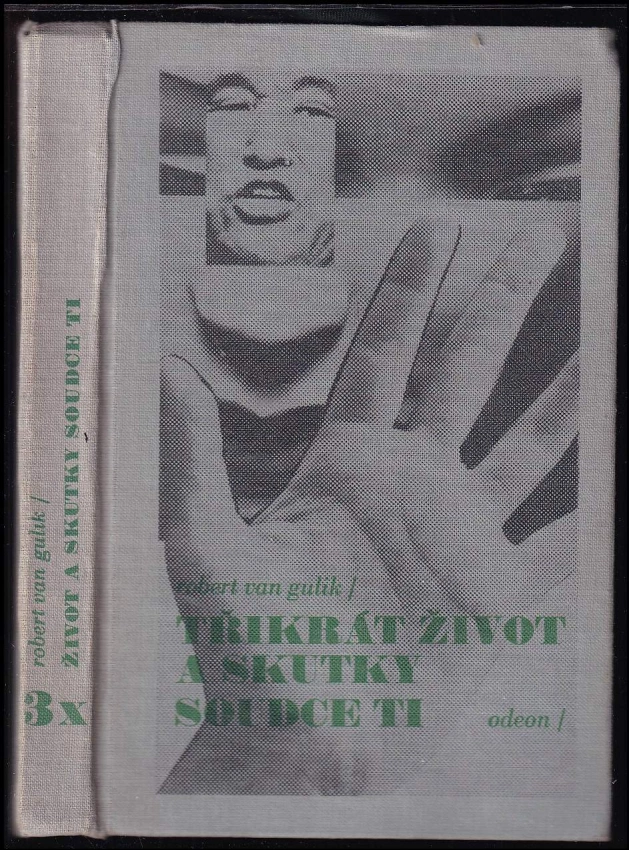 robert van gulik /
ŽIVOT A SKUTKY SOUDCE TI
3x
robert van gulik /
TŘIKRÁT ŽIVOT
A SKUTKY
SOUDCE TI
odeon /